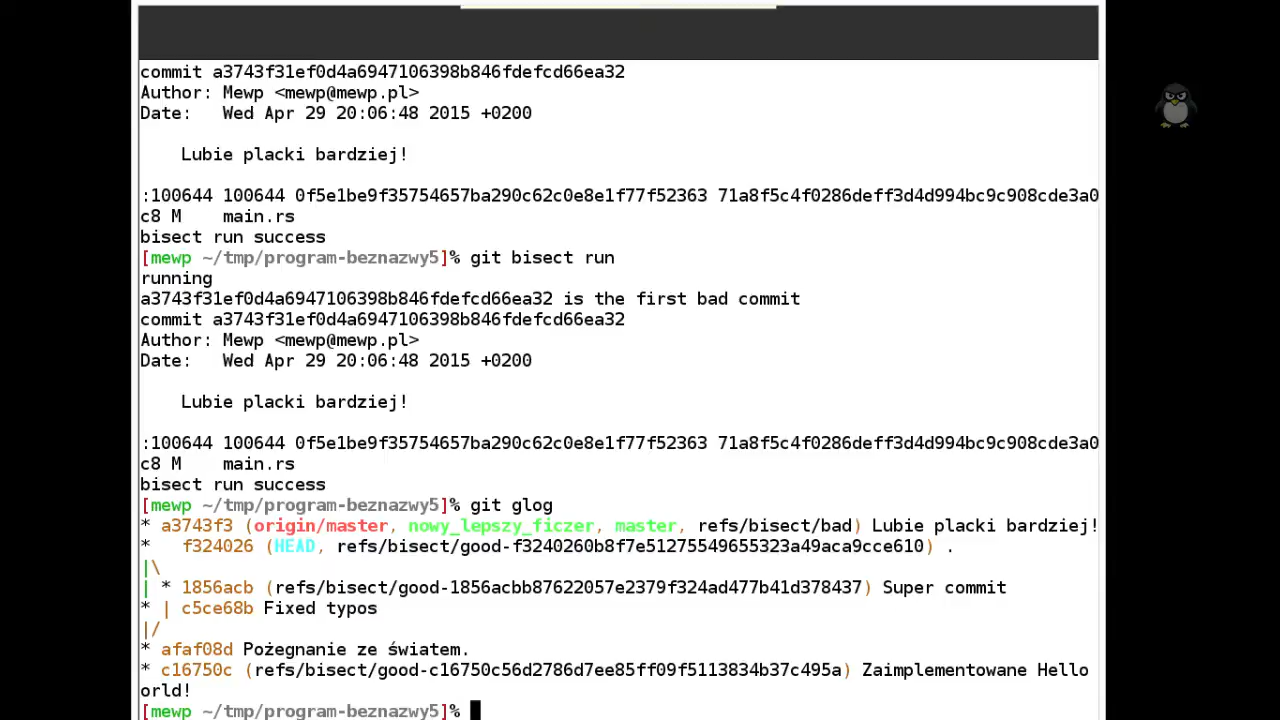 commit a3743f31ef0d4a6947106398b846fdefcd66ea32
Author: Mewp <mewp@mewp.pl>
Date:   Wed Apr 29 20:06:48 2015 +0200
    Lubie placki bardziej!
:100644 100644 0f5e1be9f35754657ba290c62c0e8e1f77f52363 71a8f5c4f0286deff3d4d994bc9c908cde3a0
c8 M    main.rs
bisect run success
[mewp ~/tmp/program-beznazwy5]% git bisect run
running
a3743f31ef0d4a6947106398b846fdefcd66ea32 is the first bad commit
commit a3743f31ef0d4a6947106398b846fdefcd66ea32
Author: Mewp <mewp@mewp.pl>
Date:   Wed Apr 29 20:06:48 2015 +0200
    Lubie placki bardziej!
:100644 100644 0f5e1be9f35754657ba290c62c0e8e1f77f52363 71a8f5c4f0286deff3d4d994bc9c908cde3a0
c8 M    main.rs
bisect run success
[mewp ~/tmp/program-beznazwy5]% git glog
* a3743f3 (origin/master, nowy_lepszy_ficzer, master, refs/bisect/bad) Lubie placki bardziej!
*   f324026 (HEAD, refs/bisect/good-f3240260b8f7e51275549655323a49aca9cce610) .
|\
| * 1856acb (refs/bisect/good-1856acbb87622057e2379f324ad477b41d378437) Super commit
* | c5ce68b Fixed typos
|/
* afaf08d Pożegnanie ze światem.
* c16750c (refs/bisect/good-c16750c56d2786d7ee85ff09f5113834b37c495a) Zaimplementowane Hello
orld!
[mewp ~/tmp/program-beznazwy5]%